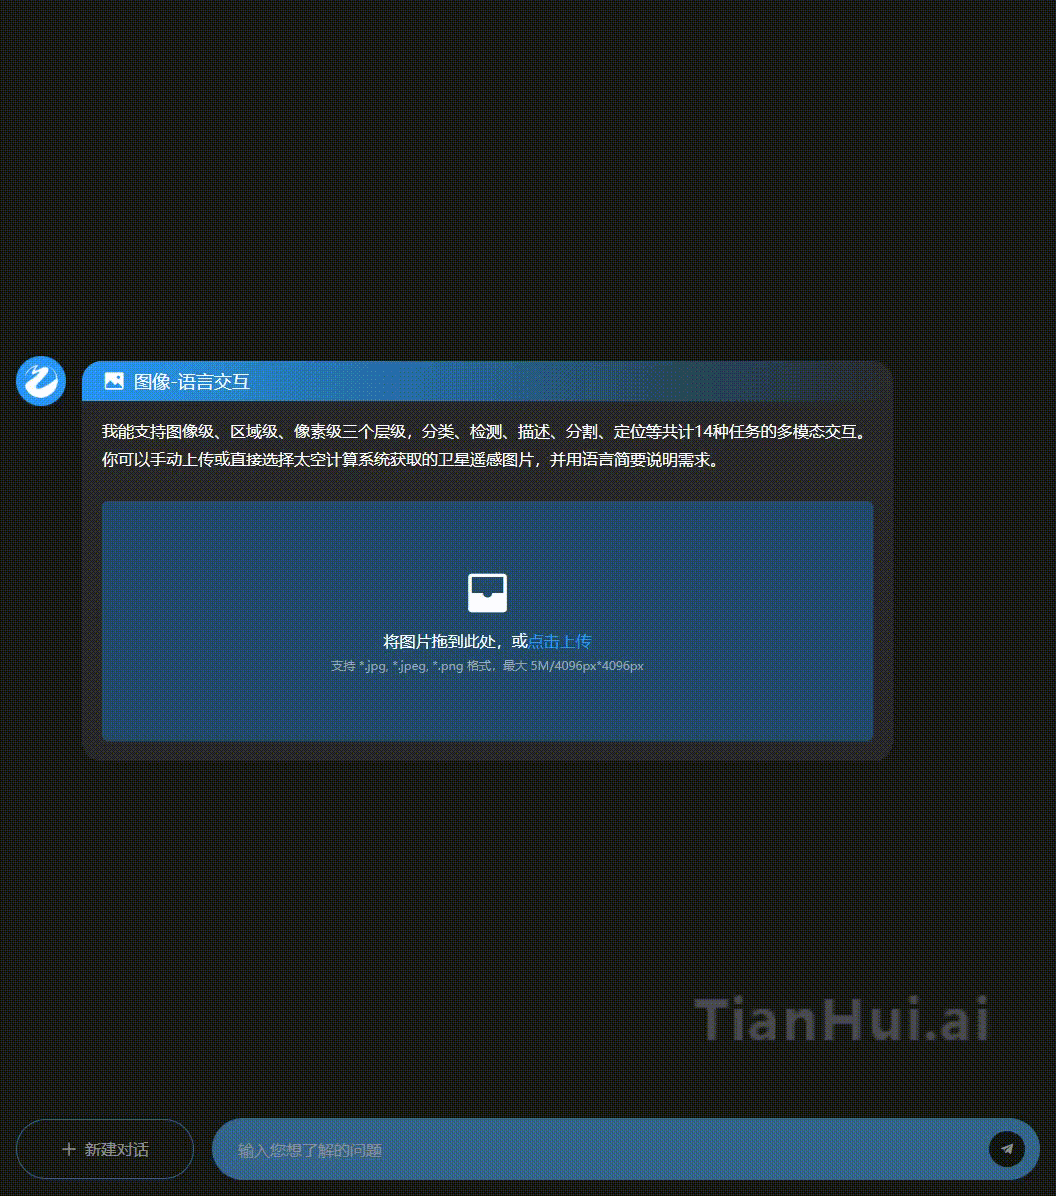 图像-语言交互
我能支持图像级、区域级、像素级三个层级，分类、检测、描述、分割、定位等共计14种任务的多模态交互。
你可以手动上传或直接选择太空计算系统获取的卫星遥感图片，并用语言简要说明需求。
将图片拖到此处，或点击上传
支持 *.jpg, *.jpeg, *.png 格式，最大 5M/4096px*4096px
TianHui.ai
新建对话
输入您想了解的问题